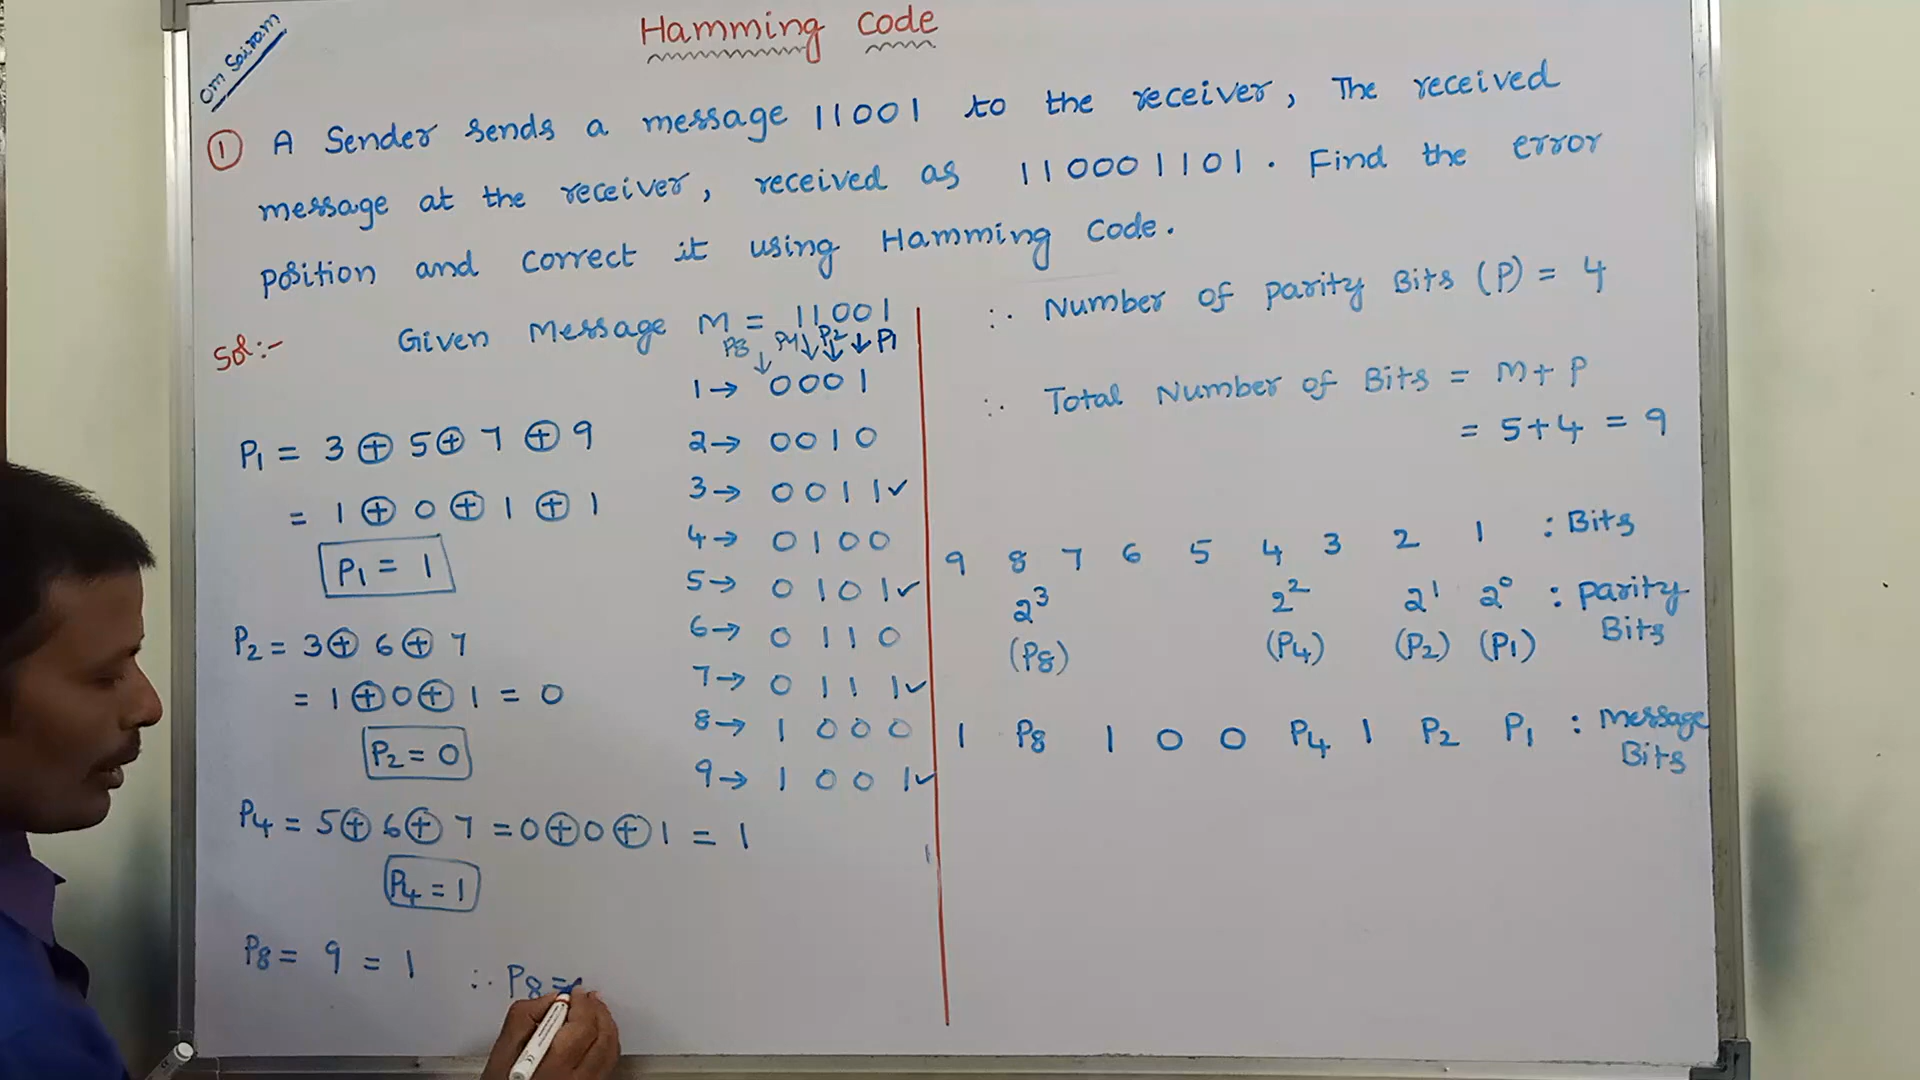 Om Sairam
Hamming Code
1 A Sender sends a message 11001 to the receiver, The received
message at the receiver, received as 110001101. Find the error
position and correct it using Hamming Code.
Sol:- Given Message M = 11001
P8 P4 P2 P1
1 → 0001
2 → 0010
3 → 0011 ✓
4 → 0100
5 → 0101 ✓
6 → 0110
7 → 0111 ✓
8 → 1000
9 → 1001 ✓
P1 = 3 ⊕ 5 ⊕ 7 ⊕ 9
= 1 ⊕ 0 ⊕ 1 ⊕ 1
P1 = 1
P2 = 3 ⊕ 6 ⊕ 7
= 1 ⊕ 0 ⊕ 1 = 0
P2 = 0
P4 = 5 ⊕ 6 ⊕ 7 = 0 ⊕ 0 ⊕ 1 = 1
P4 = 1
P8 = 9 = 1 ∴ P8 =
∴ Number of parity Bits (P) = 4
∴ Total Number of Bits = M + P
= 5+4 = 9
9 8 7 6 5 4 3 2 1 : Bits
2³ 2² 2¹ 2⁰ : parity
(P8) (P4) (P2) (P1) Bits
1 P8 1 0 0 P4 1 P2 P1 : Message
Bits